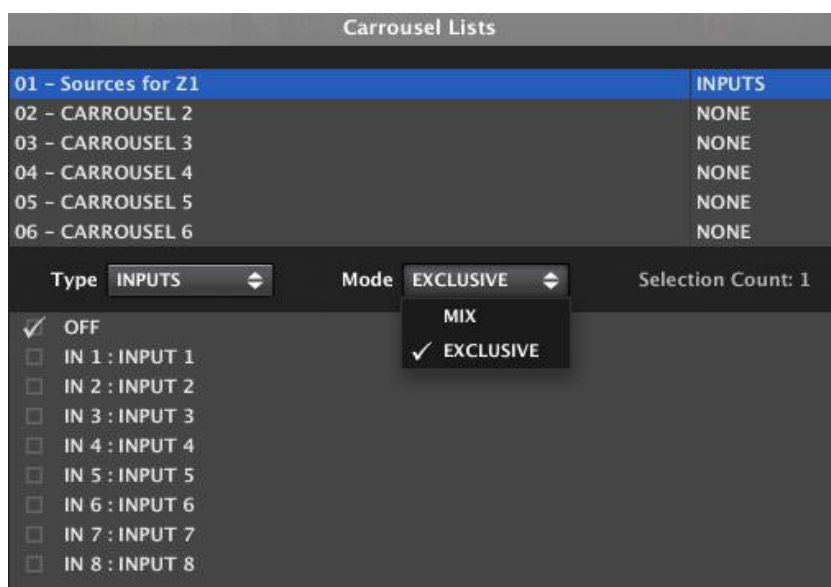 Carrousel Lists
01 – Sources for Z1 INPUTS
02 – CARROUSEL 2 NONE
03 – CARROUSEL 3 NONE
04 – CARROUSEL 4 NONE
05 – CARROUSEL 5 NONE
06 – CARROUSEL 6 NONE
Type INPUTS Mode EXCLUSIVE Selection Count: 1
MIX
EXCLUSIVE
OFF
IN 1 : INPUT 1
IN 2 : INPUT 2
IN 3 : INPUT 3
IN 4 : INPUT 4
IN 5 : INPUT 5
IN 6 : INPUT 6
IN 7 : INPUT 7
IN 8 : INPUT 8